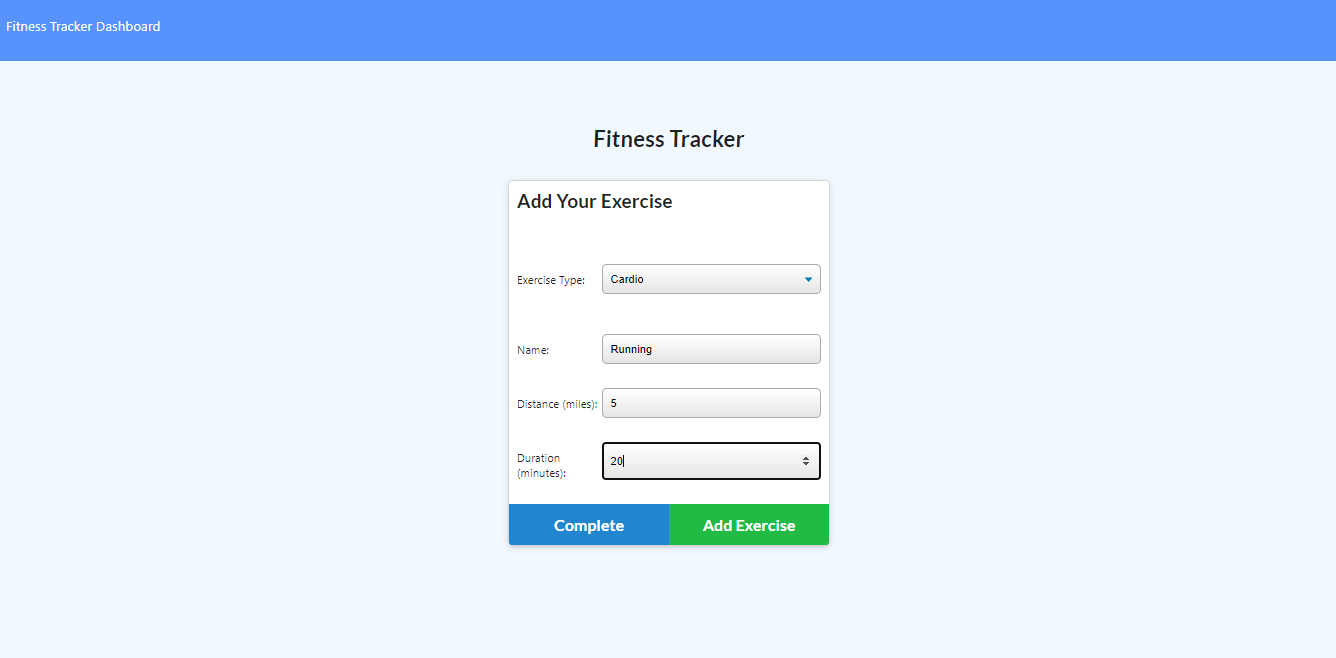 Fitness Tracker Dashboard
Fitness Tracker
Add Your Exercise
Exercise Type: Cardio
Name: Running
Distance (miles): 5
Duration
(minutes): 20
Complete Add Exercise